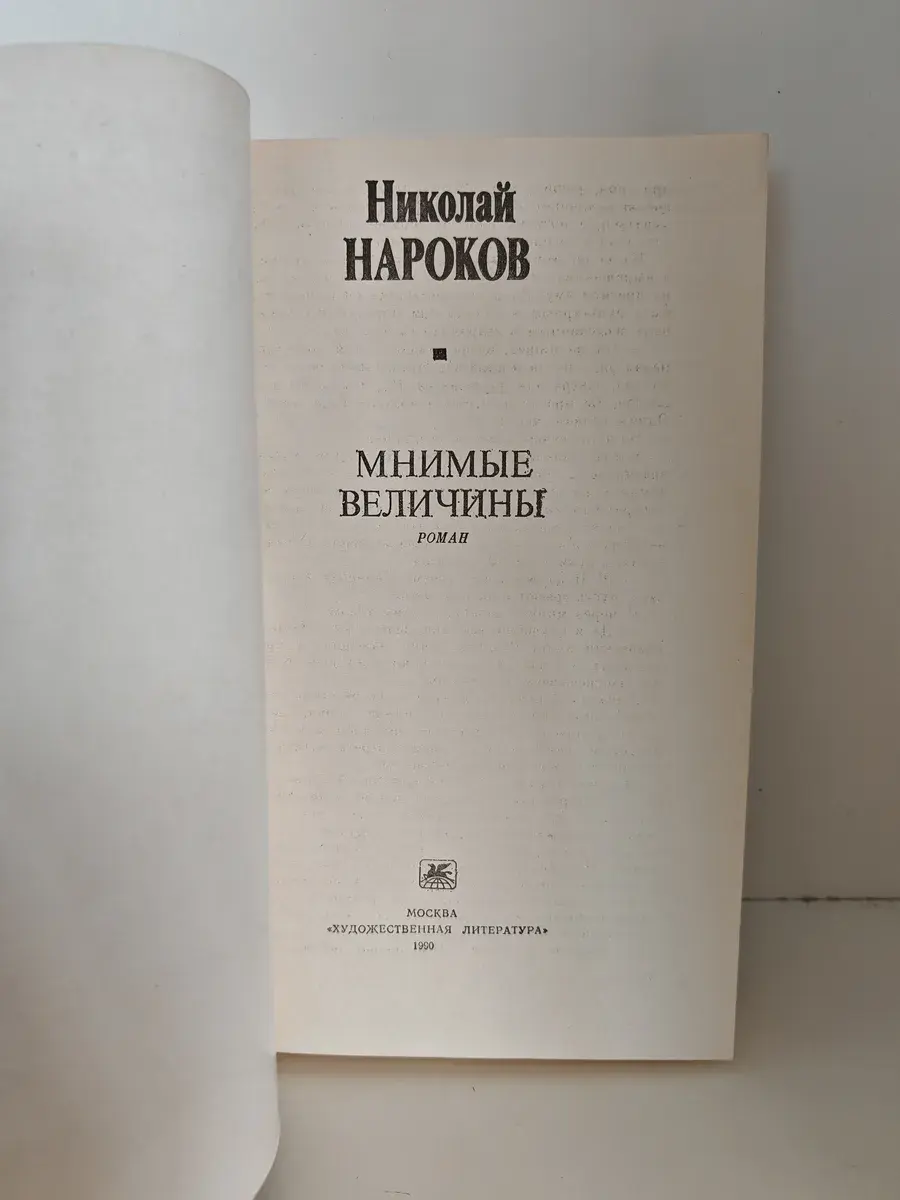 Николай
НАРОКОВ
МНИМЫЕ
ВЕЛИЧИНЫ
РОМАН
МОСКВА
«ХУДОЖЕСТВЕННАЯ ЛИТЕРАТУРА»
1990